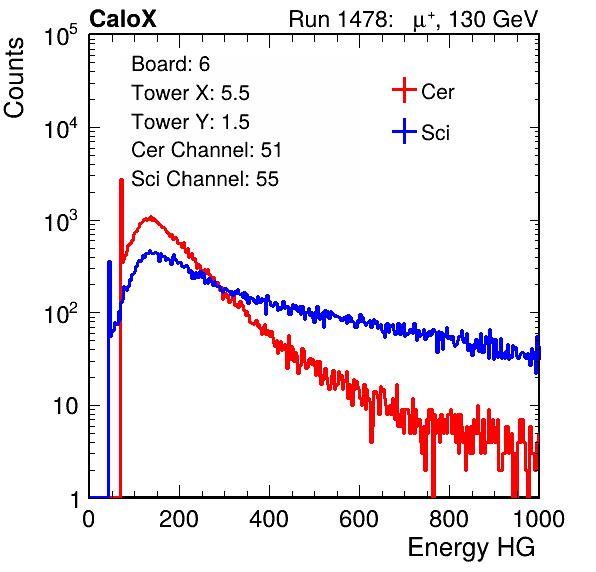 CaloX Run 1478: μ⁺, 130 GeV
Counts
10⁵
10⁴
10³
10²
10
1
Board: 6
Tower X: 5.5
Tower Y: 1.5
Cer Channel: 51
Sci Channel: 55
Cer
Sci
0 200 400 600 800 1000
Energy HG